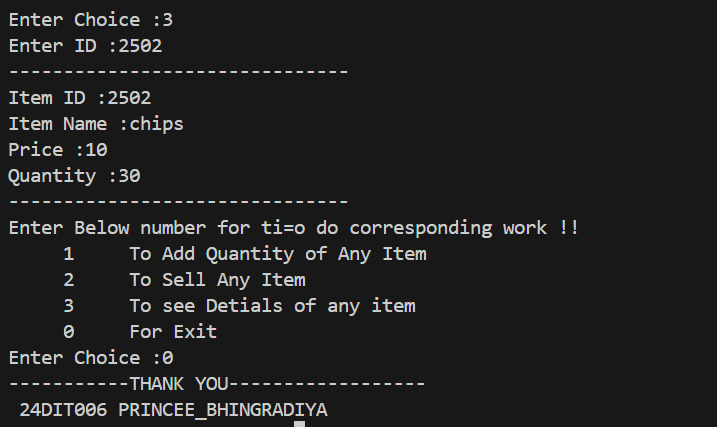 Enter Choice :3
Enter ID :2502
-------------------------------
Item ID :2502
Item Name :chips
Price :10
Quantity :30
-------------------------------
Enter Below number for ti=o do corresponding work !!
     1     To Add Quantity of Any Item
     2     To Sell Any Item
     3     To see Detials of any item
     0     For Exit
Enter Choice :0
-----------THANK YOU------------------
 24DIT006 PRINCEE_BHINGRADIYA